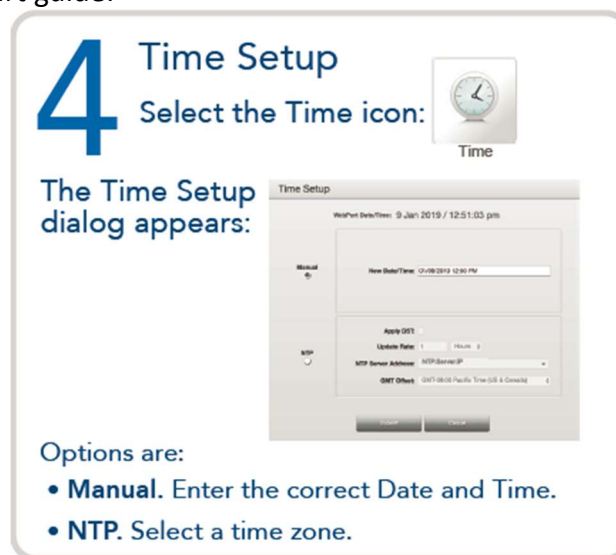 rt guide.
4
Time Setup
Select the Time icon:
Time
The Time Setup
dialog appears:
Time Setup
WebPort Date/Time: 9 Jan 2019 / 12:51:03 pm
Manual
New Date/Time: 01/09/2019 12:50 PM
Apply DST:
Update Rate: 1 Hours
NTP
NTP Server Address: NTP.Server.IP
GMT Offset: GMT-08:00 Pacific Time (US & Canada)
Cancel
Options are:
• Manual. Enter the correct Date and Time.
• NTP. Select a time zone.